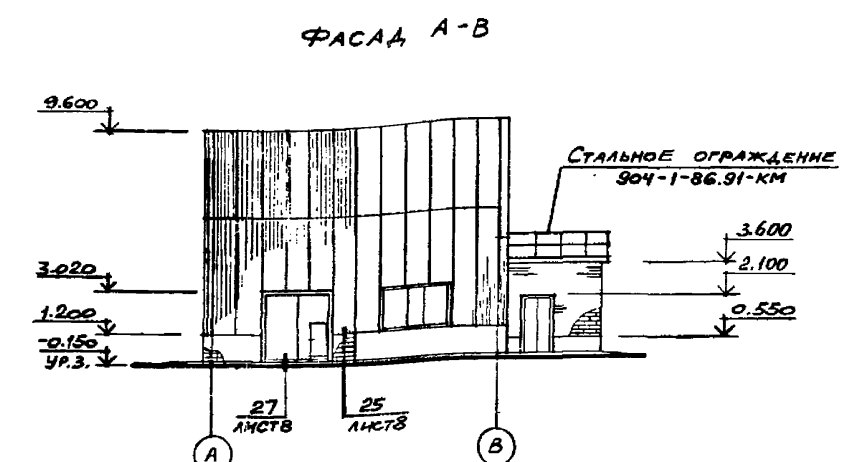 ФАСАД А-В
9.600
СТАЛЬНОЕ ОГРАЖДЕНИЕ
904-1-86.91-КМ
3.600
3.020
2.100
1.200
0.550
-0.150
УР.З.
27
ЛИСТ8
25
ЛИСТ8
А
В